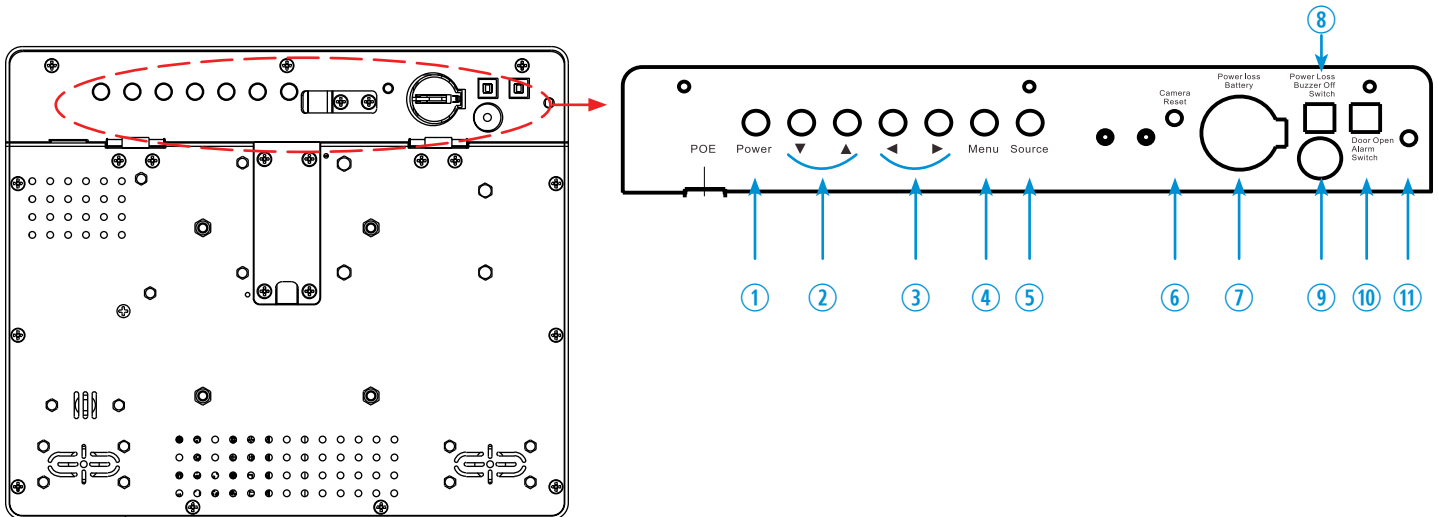 ⑧
Power loss
Battery
Power Loss
Buzzer Off
Switch
Camera
Reset
POE
Power
▼
▲
◄
►
Menu
Source
Door Open
Alarm
Switch
① ② ③ ④ ⑤ ⑥ ⑦ ⑨ ⑩ ⑪